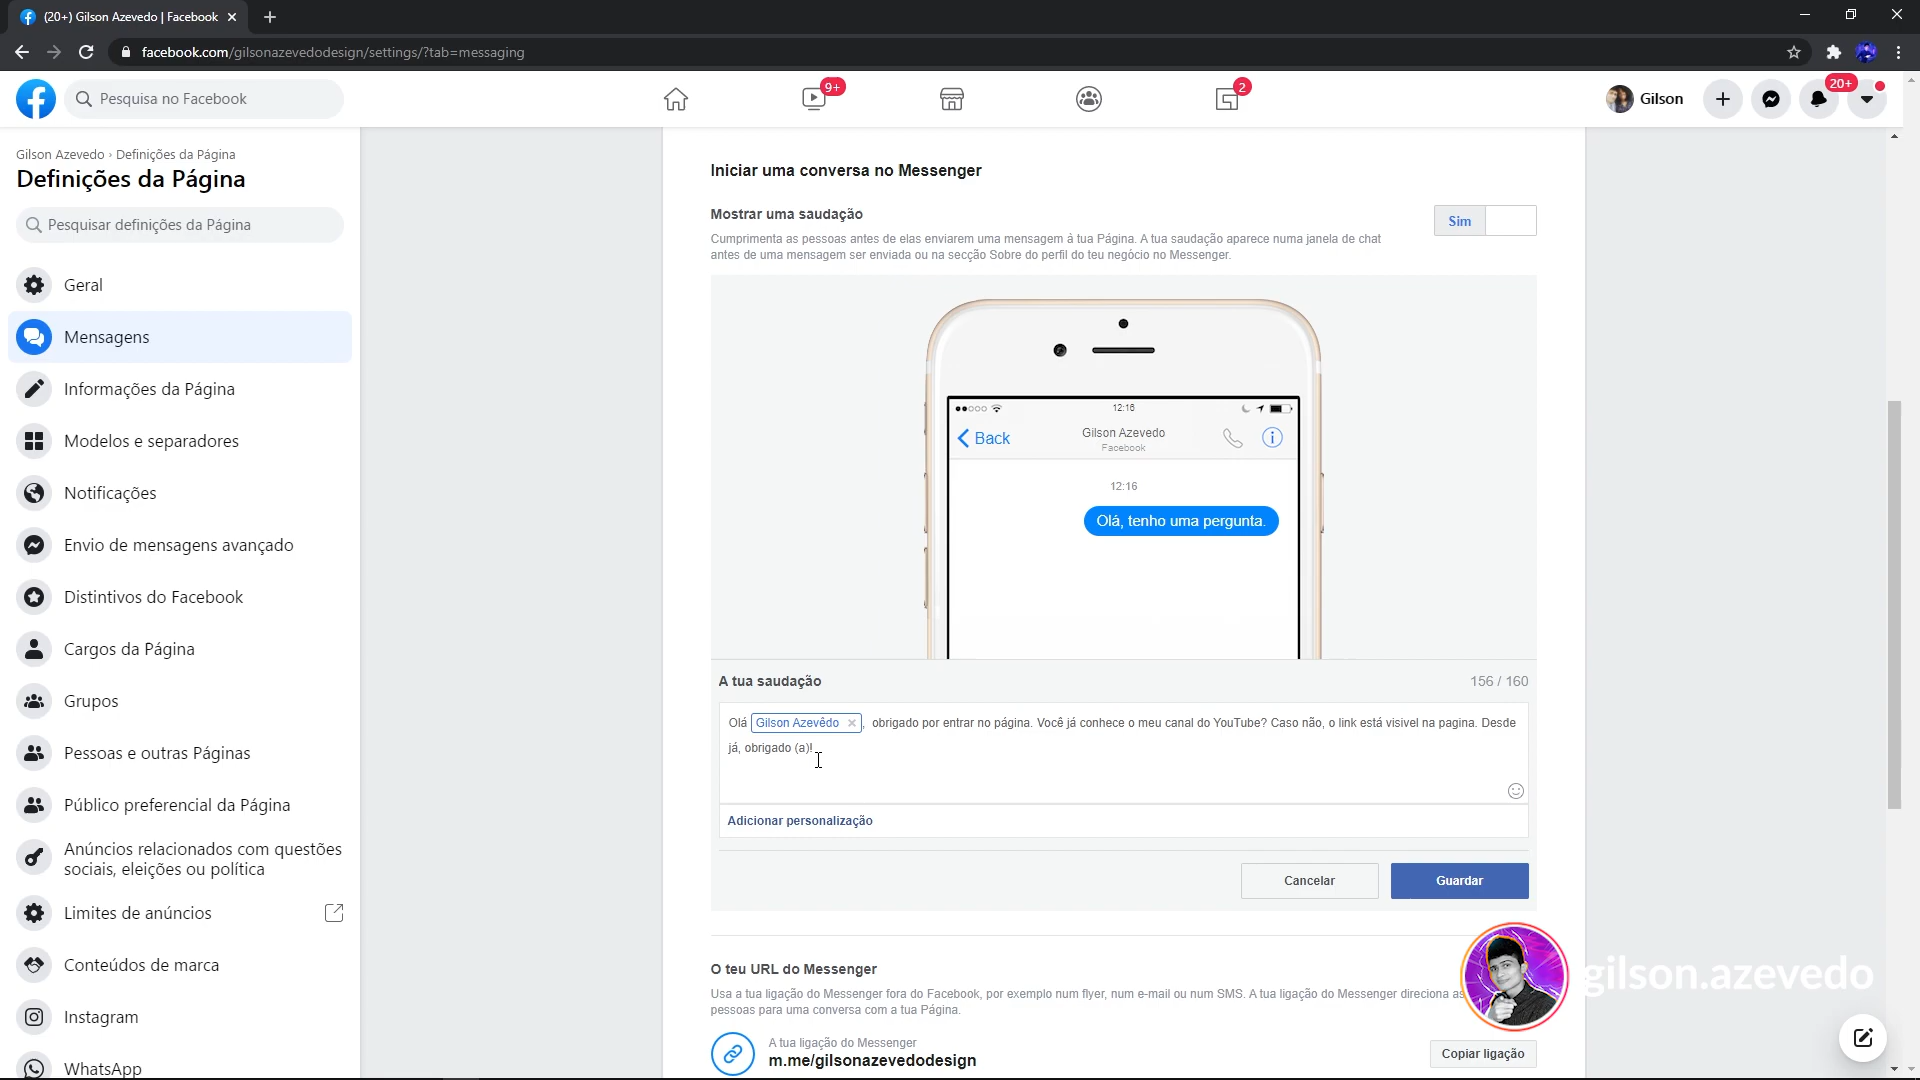 (20+) Gilson Azevedo | Facebook
facebook.com/gilsonazevedodesign/settings/?tab=messaging
Pesquisa no Facebook
9+
2
Gilson
20+
Gilson Azevedo › Definições da Página
Definições da Página
Pesquisar definições da Página
Geral
Mensagens
Informações da Página
Modelos e separadores
Notificações
Envio de mensagens avançado
Distintivos do Facebook
Cargos da Página
Grupos
Pessoas e outras Páginas
Público preferencial da Página
Anúncios relacionados com questões
sociais, eleições ou política
Limites de anúncios
Conteúdos de marca
Instagram
WhatsApp
Iniciar uma conversa no Messenger
Mostrar uma saudação
Sim
Cumprimenta as pessoas antes de elas enviarem uma mensagem à tua Página. A tua saudação aparece numa janela de chat
antes de uma mensagem ser enviada ou na secção Sobre do perfil do teu negócio no Messenger.
12:16
Back
Gilson Azevedo
Facebook
12:16
Olá, tenho uma pergunta.
A tua saudação
156 / 160
Olá Gilson Azevêdo , obrigado por entrar no página. Você já conhece o meu canal do YouTube? Caso não, o link está visivel na pagina. Desde
já, obrigado (a)!
Adicionar personalização
Cancelar
Guardar
O teu URL do Messenger
Usa a tua ligação do Messenger fora do Facebook, por exemplo num flyer, num e-mail ou num SMS. A tua ligação do Messenger direciona as
pessoas para uma conversa com a tua Página.
A tua ligação do Messenger
m.me/gilsonazevedodesign
Copiar ligação
gilson.azevedo